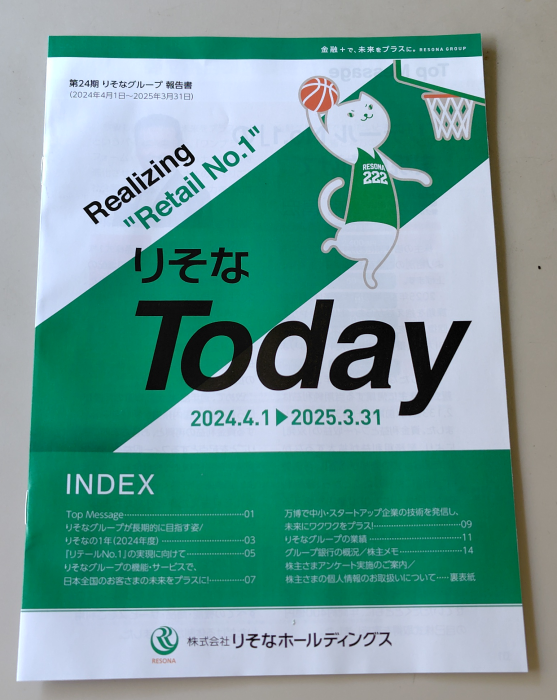 金融+で、未来をプラスに。 RESONA GROUP
第24期 りそなグループ 報告書
(2024年4月1日〜2025年3月31日)
Realizing
"Retail No.1"
RESONA
222
りそな
Today
2024.4.1▶2025.3.31
INDEX
Top Message 01
りそなグループが長期的に目指す姿/
りそなの1年(2024年度) 03
「リテールNo.1」の実現に向けて 05
りそなグループの機能・サービスで、
日本全国のお客さまの未来をプラスに! 07
万博で中小・スタートアップ企業の技術を発信し、
未来にワクワクをプラス! 09
りそなグループの業績 11
グループ銀行の概況/株主メモ 14
株主さまアンケート実施のご案内/
株主さまの個人情報のお取扱いについて 裏表紙
RESONA
株式会社 りそなホールディングス